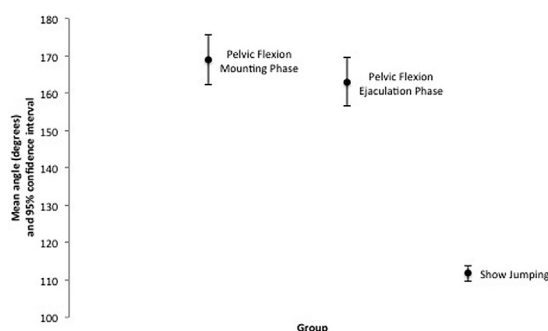 180
170
160
150
140
130
120
110
100
Mean angle (degrees)
and 95% confidence interval
Pelvic Flexion
Mounting Phase
Pelvic Flexion
Ejaculation Phase
Show Jumping
Group